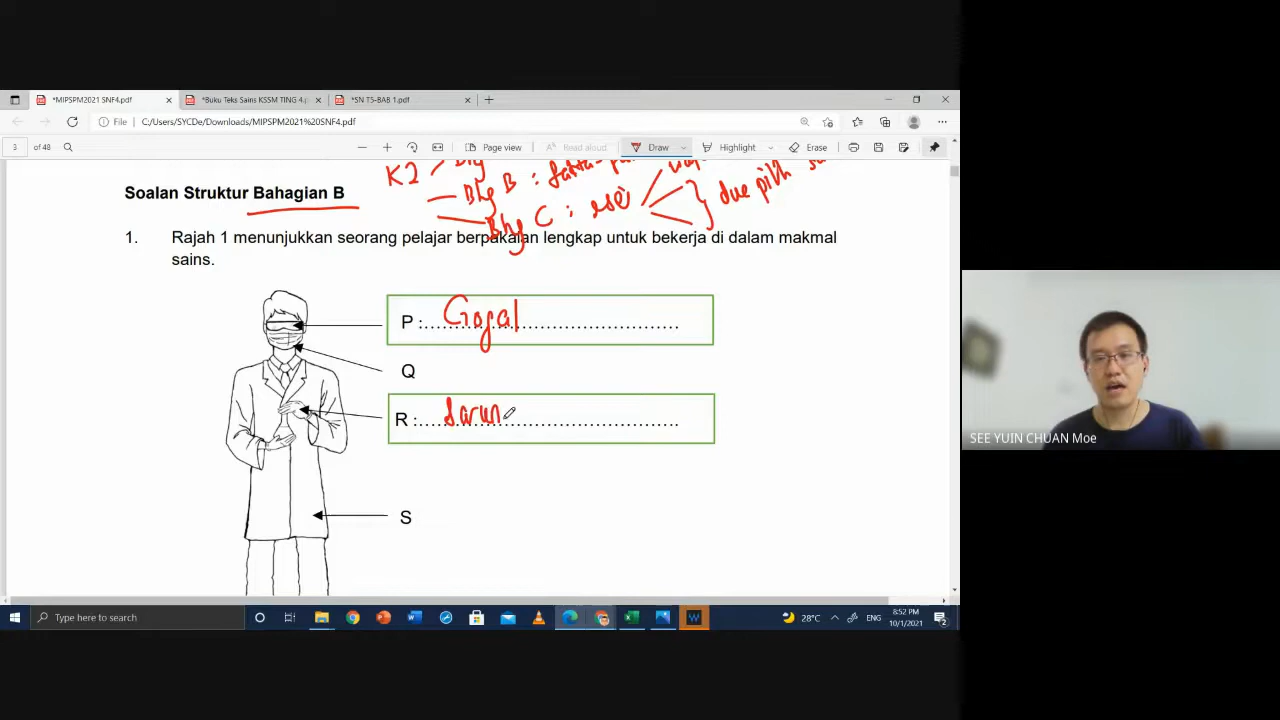 *MIPSPM2021 SNF4.pdf
*Buku Teks Sains KSSM TING 4.p
*SN T5-BAB 1.pdf
File
C:/Users/SYCDe/Downloads/MIPSPM2021%20SNF4.pdf
3 of 48
Page view
Read aloud
Draw
Highlight
Erase
K2
Bhg B :
Bhg C : esei
due pilih
Soalan Struktur Bahagian B
1. Rajah 1 menunjukkan seorang pelajar berpakaian lengkap untuk bekerja di dalam makmal
sains.
P :.... Gogal ....
Q
R :.... Sarun ....
S
SEE YUIN CHUAN Moe
Type here to search
28°C
ENG
8:52 PM
10/1/2021
2